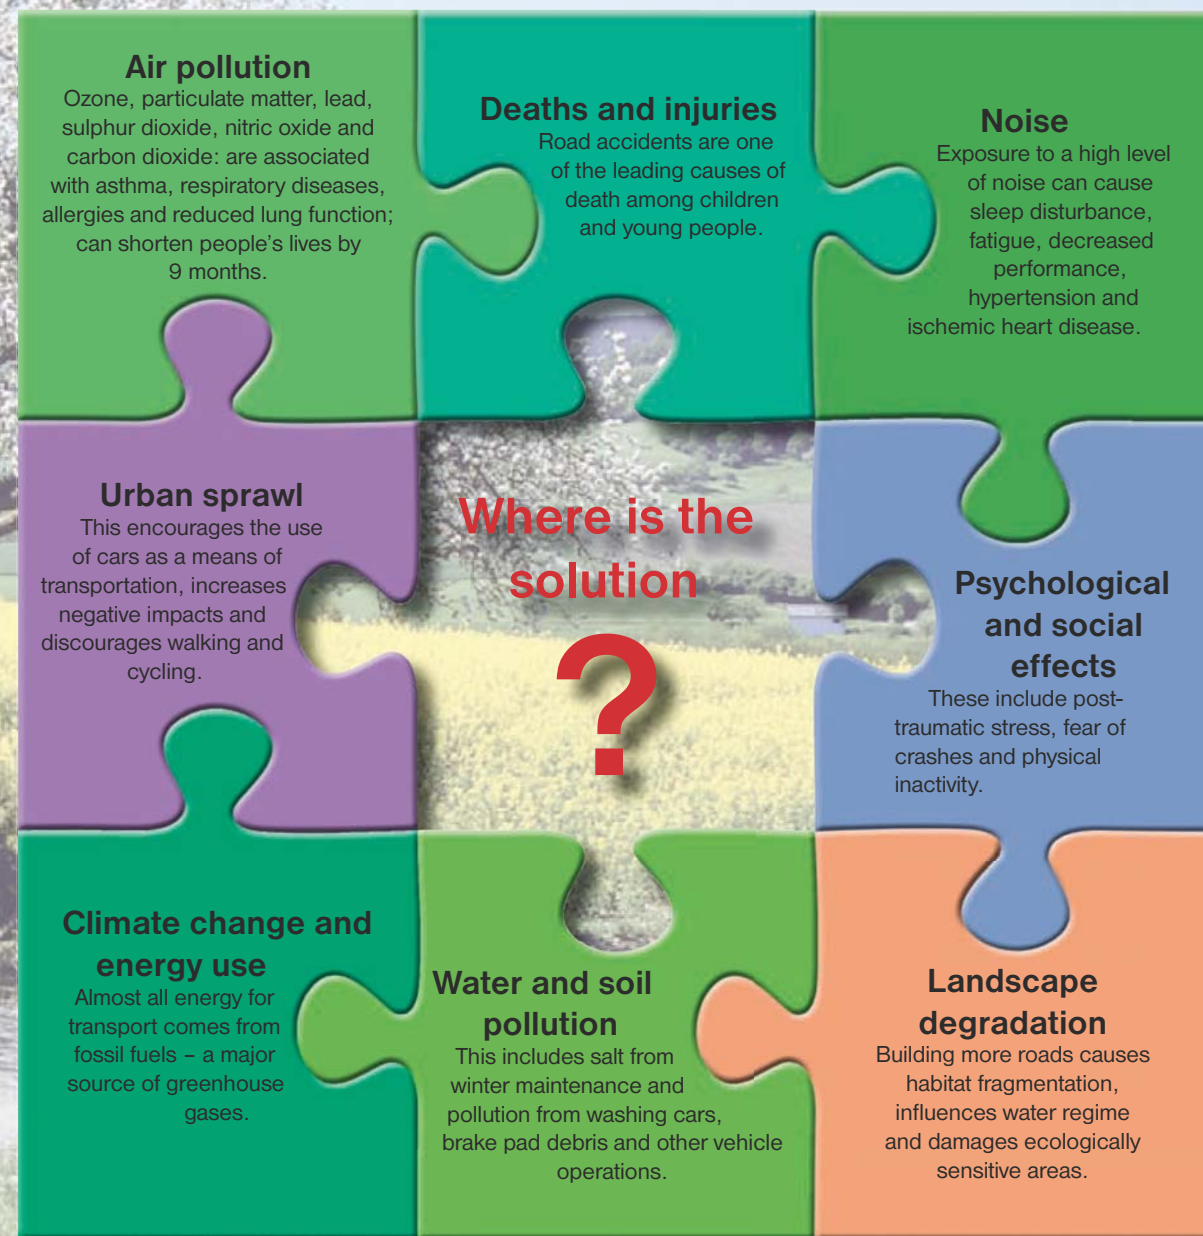 Air pollution
Ozone, particulate matter, lead,
sulphur dioxide, nitric oxide and
carbon dioxide: are associated
with asthma, respiratory diseases,
allergies and reduced lung function;
can shorten people's lives by
9 months.
Deaths and injuries
Road accidents are one
of the leading causes of
death among children
and young people.
Noise
Exposure to a high level
of noise can cause
sleep disturbance,
fatigue, decreased
performance,
hypertension and
ischemic heart disease.
Urban sprawl
This encourages the use
of cars as a means of
transportation, increases
negative impacts and
discourages walking and
cycling.
Where is the
solution
?
Psychological
and social
effects
These include post-
traumatic stress, fear of
crashes and physical
inactivity.
Climate change and
energy use
Almost all energy for
transport comes from
fossil fuels – a major
source of greenhouse
gases.
Water and soil
pollution
This includes salt from
winter maintenance and
pollution from washing cars,
brake pad debris and other vehicle
operations.
Landscape
degradation
Building more roads causes
habitat fragmentation,
influences water regime
and damages ecologically
sensitive areas.